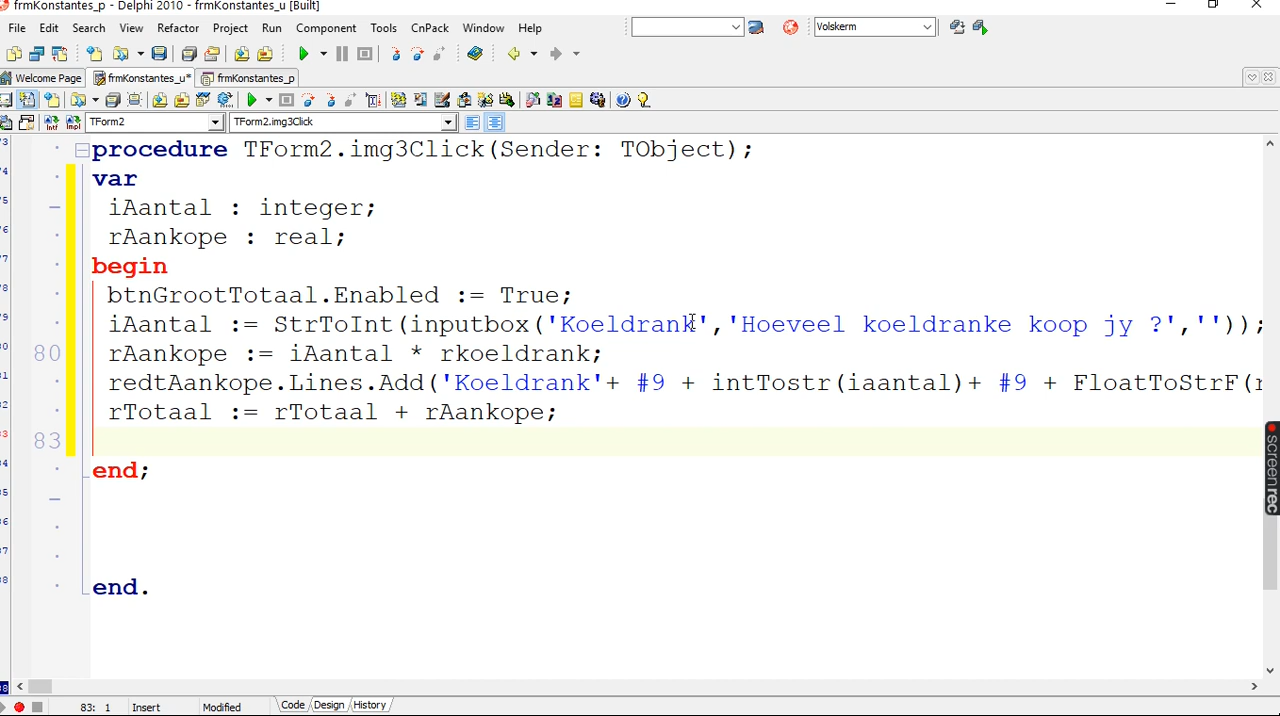 frmKonstantes_p - Delphi 2010 - frmKonstantes_u [Built]
File Edit Search View Refactor Project Run Component Tools CnPack Window Help
Volskerm
Welcome Page frmKonstantes_u* frmKonstantes_p
TForm2 TForm2.img3Click
procedure TForm2.img3Click(Sender: TObject);
var
iAantal : integer;
rAankope : real;
begin
btnGrootTotaal.Enabled := True;
iAantal := StrToInt(inputbox('Koeldrank','Hoeveel koeldranke koop jy ?',''));
80 rAankope := iAantal * rkoeldrank;
redtAankope.Lines.Add('Koeldrank'+ #9 + intTostr(iaantal)+ #9 + FloatToStrF(r
rTotaal := rTotaal + rAankope;
83
end;
end.
screenrec
83: 1 Insert Modified Code Design History